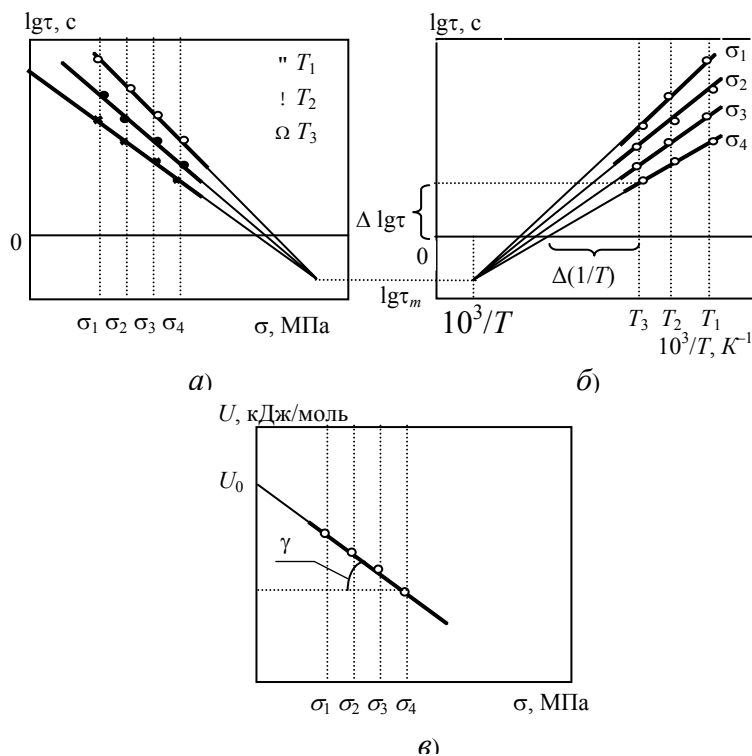 lgτ, с
" T₁
! T₂
Ω T₃
0
σ₁ σ₂ σ₃ σ₄
σ, МПа
а)
lgτ, с
σ₁
σ₂
σ₃
σ₄
Δ lgτ
0
Δ(1/T)
lgτₘ
10³/T
T₃ T₂ T₁
10³/T, K⁻¹
б)
U, кДж/моль
U₀
γ
σ₁ σ₂ σ₃ σ₄
σ, МПа
в)